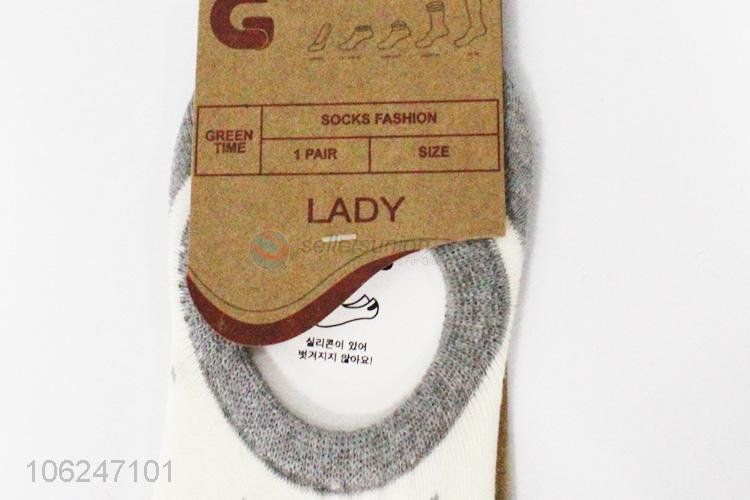 G
SOCKS FASHION
GREEN TIME
1 PAIR
SIZE
LADY
sellersunion
실리콘이 있어
벗겨지지 않아요!
106247101